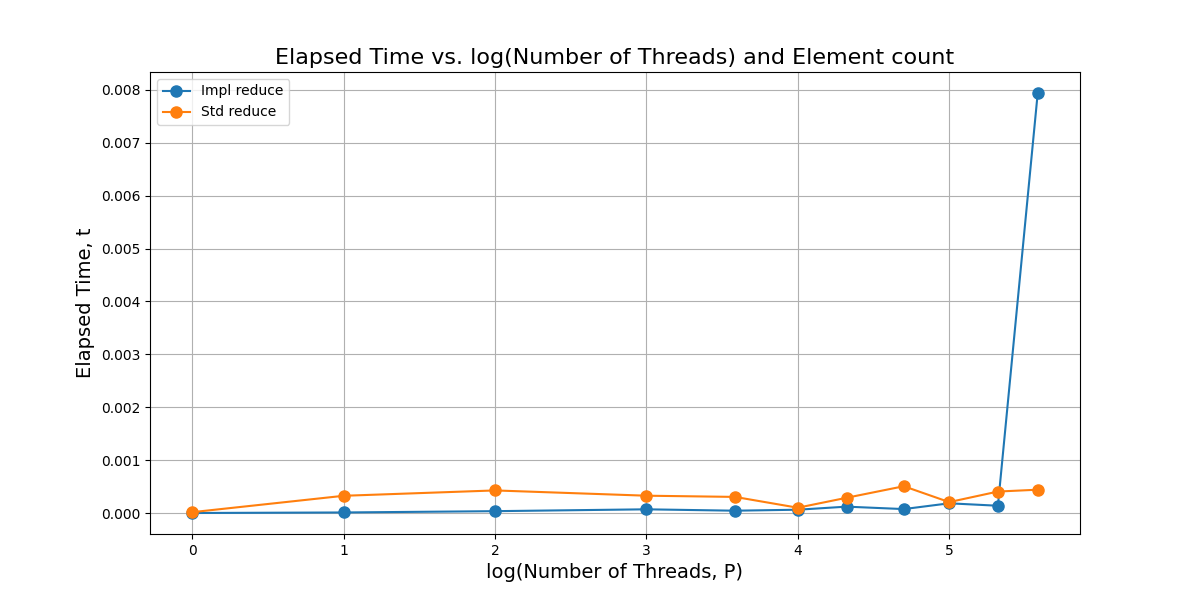 Elapsed Time vs. log(Number of Threads) and Element count
Impl reduce
Std reduce
Elapsed Time, t
0.008
0.007
0.006
0.005
0.004
0.003
0.002
0.001
0.000
0 1 2 3 4 5
log(Number of Threads, P)